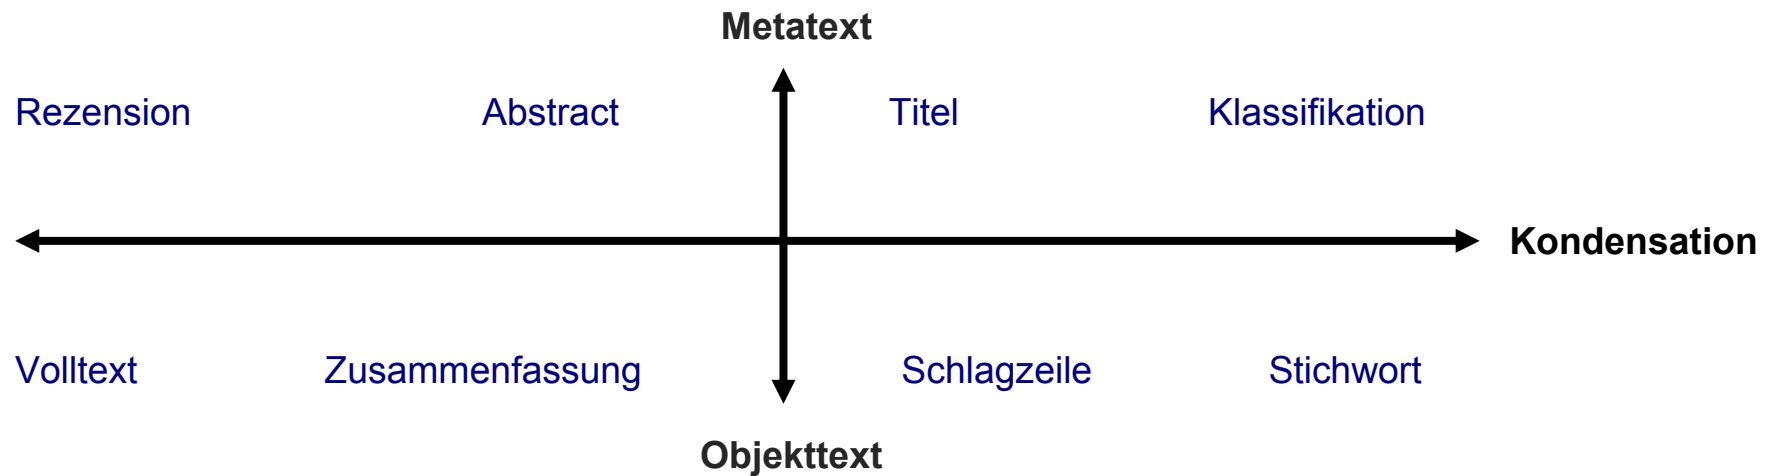 Metatext
Rezension Abstract Titel Klassifikation
Kondensation
Volltext Zusammenfassung Schlagzeile Stichwort
Objekttext